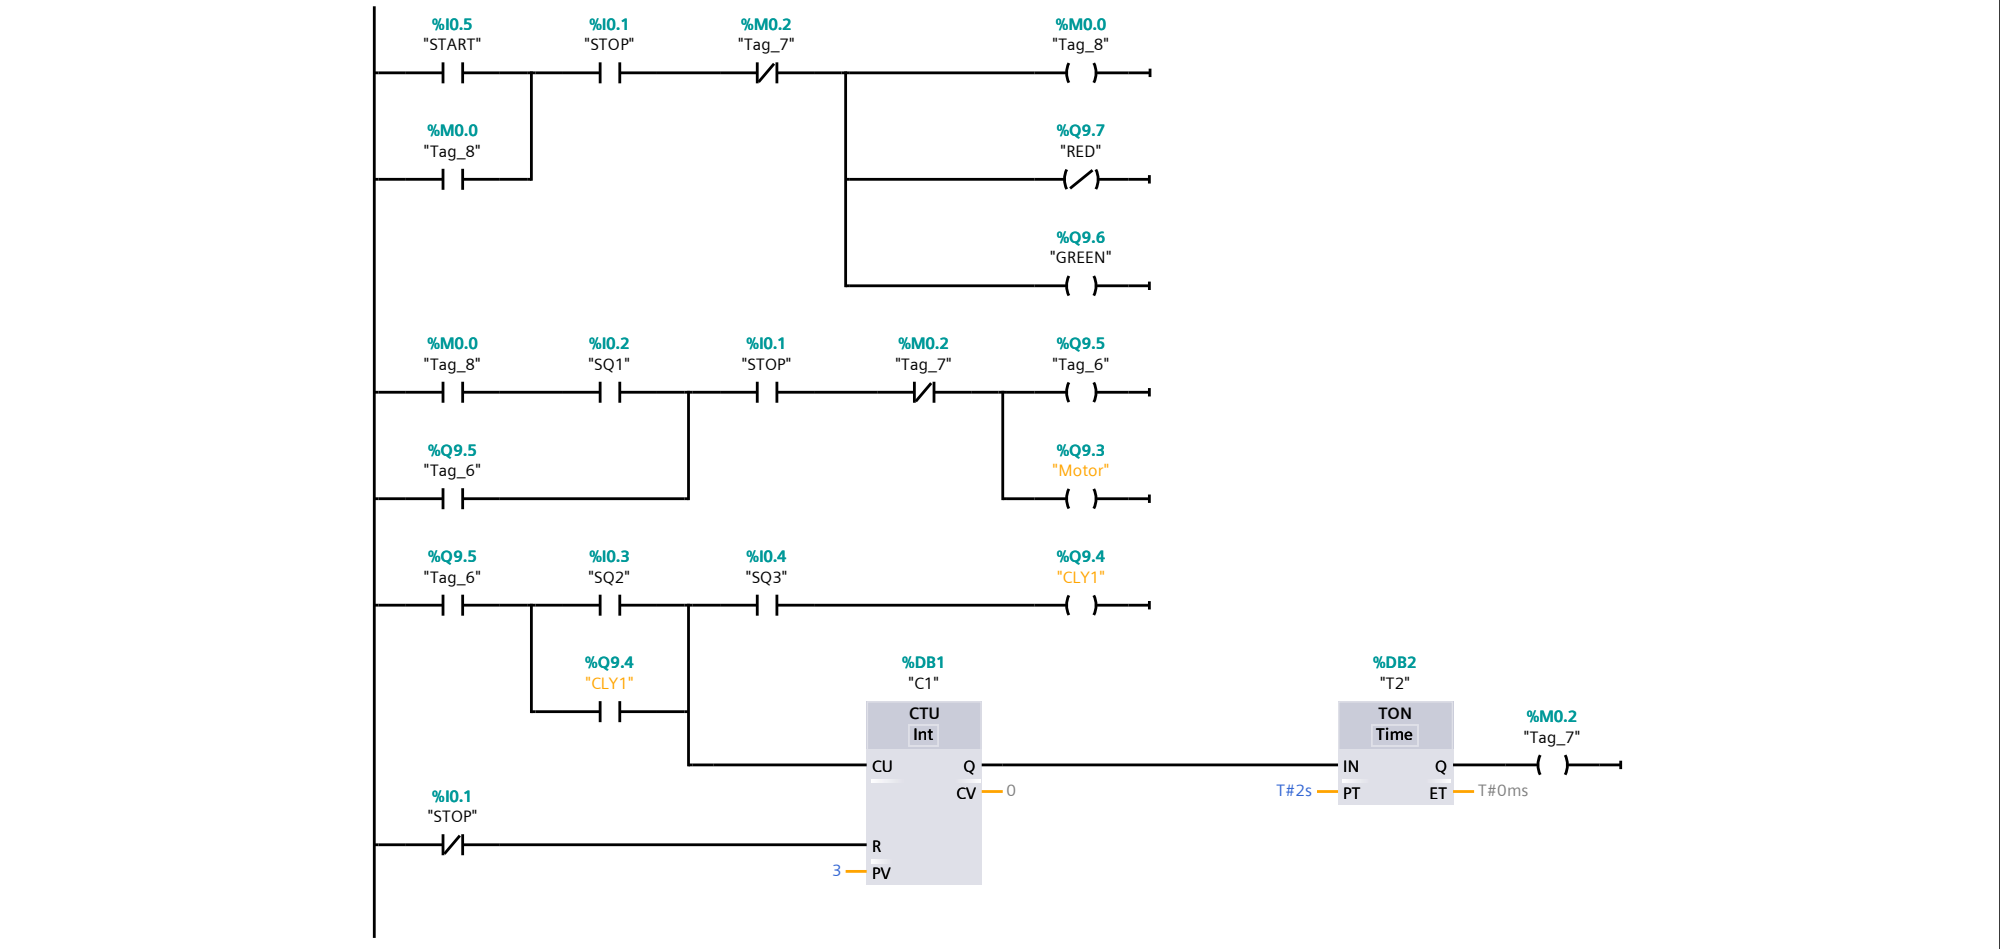 %I0.5 %I0.1 %M0.2 %M0.0
"START" "STOP" "Tag_7" "Tag_8"
%M0.0 %Q9.7
"Tag_8" "RED"
%Q9.6
"GREEN"
%M0.0 %I0.2 %I0.1 %M0.2 %Q9.5
"Tag_8" "SQ1" "STOP" "Tag_7" "Tag_6"
%Q9.5 %Q9.3
"Tag_6" "Motor"
%Q9.5 %I0.3 %I0.4 %Q9.4
"Tag_6" "SQ2" "SQ3" "CLY1"
%Q9.4 %DB1 %DB2
"CLY1" "C1" "T2"
CTU TON %M0.2
Int Time "Tag_7"
CU Q IN Q
CV 0 T#2s PT ET T#0ms
%I0.1
"STOP"
R
3 PV